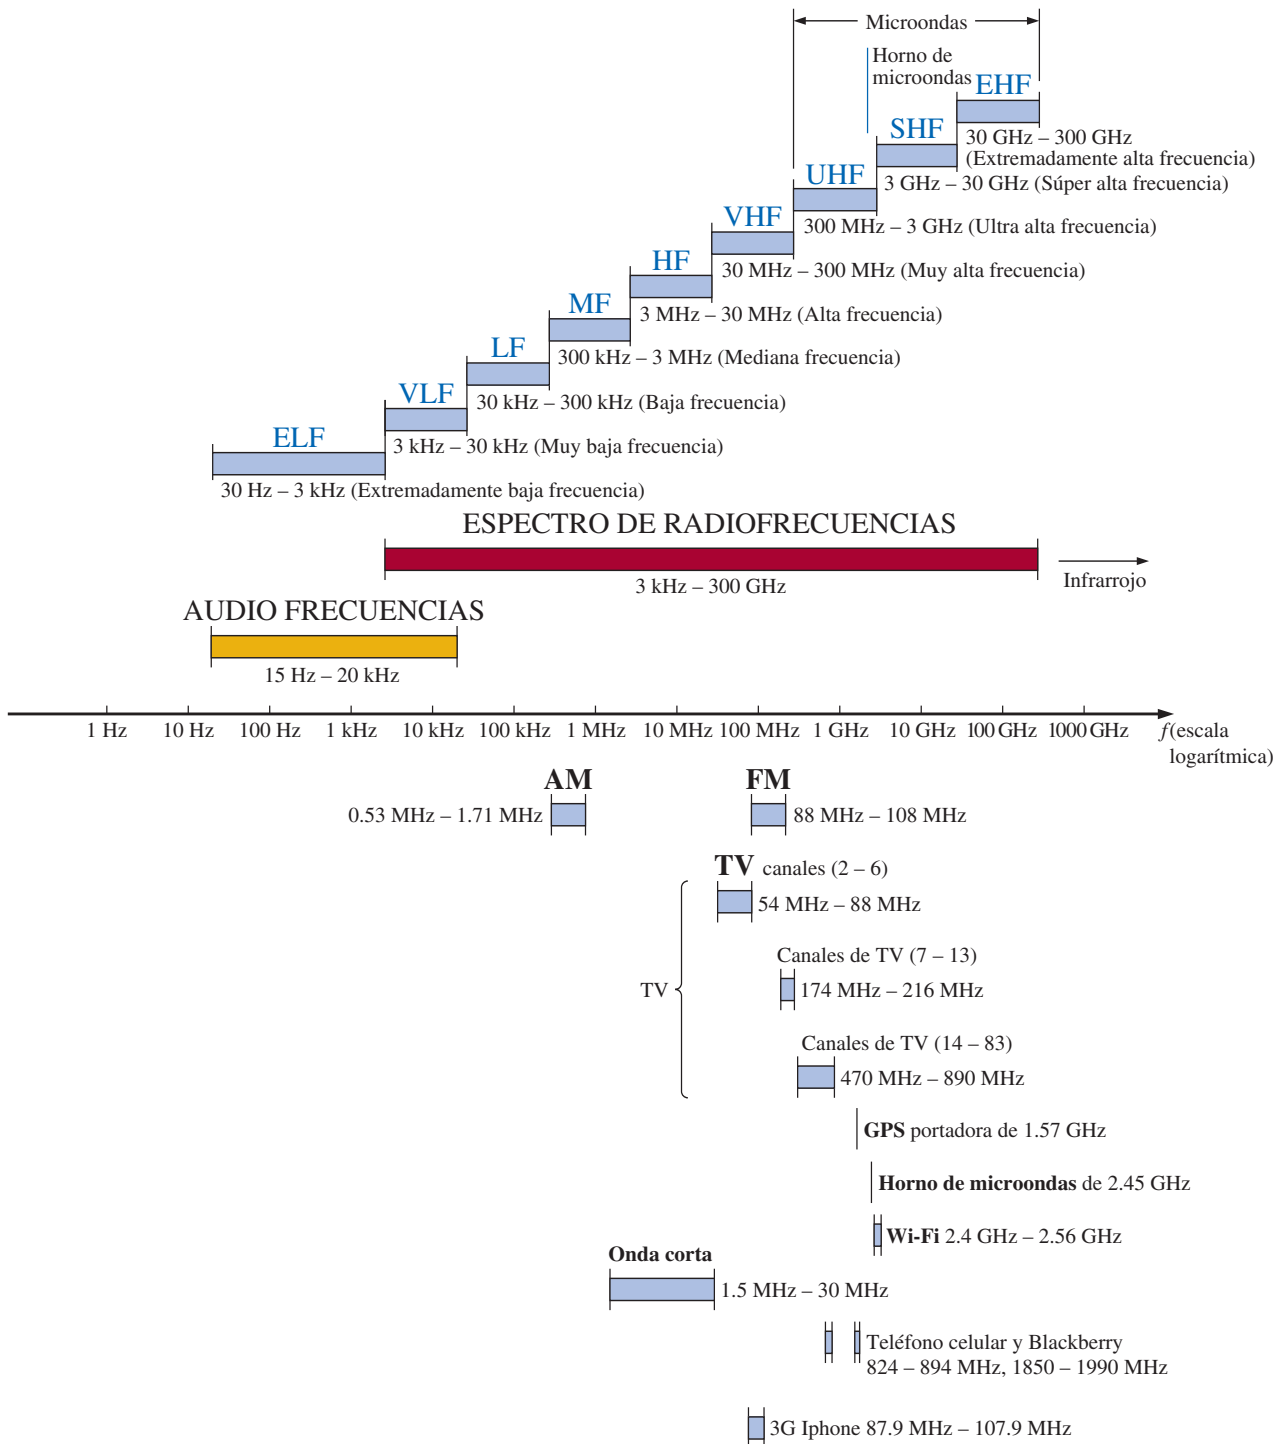 Microondas
Horno de
microondas
EHF
30 GHz – 300 GHz
(Extremadamente alta frecuencia)
SHF
3 GHz – 30 GHz (Súper alta frecuencia)
UHF
300 MHz – 3 GHz (Ultra alta frecuencia)
VHF
30 MHz – 300 MHz (Muy alta frecuencia)
HF
3 MHz – 30 MHz (Alta frecuencia)
MF
300 kHz – 3 MHz (Mediana frecuencia)
LF
30 kHz – 300 kHz (Baja frecuencia)
VLF
3 kHz – 30 kHz (Muy baja frecuencia)
ELF
30 Hz – 3 kHz (Extremadamente baja frecuencia)
ESPECTRO DE RADIOFRECUENCIAS
3 kHz – 300 GHz
Infrarrojo
AUDIO FRECUENCIAS
15 Hz – 20 kHz
1 Hz 10 Hz 100 Hz 1 kHz 10 kHz 100 kHz 1 MHz 10 MHz 100 MHz 1 GHz 10 GHz 100 GHz 1000 GHz f(escala
logarítmica)
AM
0.53 MHz – 1.71 MHz
FM
88 MHz – 108 MHz
TV canales (2 – 6)
54 MHz – 88 MHz
Canales de TV (7 – 13)
174 MHz – 216 MHz
TV
Canales de TV (14 – 83)
470 MHz – 890 MHz
GPS portadora de 1.57 GHz
Horno de microondas de 2.45 GHz
Wi-Fi 2.4 GHz – 2.56 GHz
Onda corta
1.5 MHz – 30 MHz
Teléfono celular y Blackberry
824 – 894 MHz, 1850 – 1990 MHz
3G Iphone 87.9 MHz – 107.9 MHz